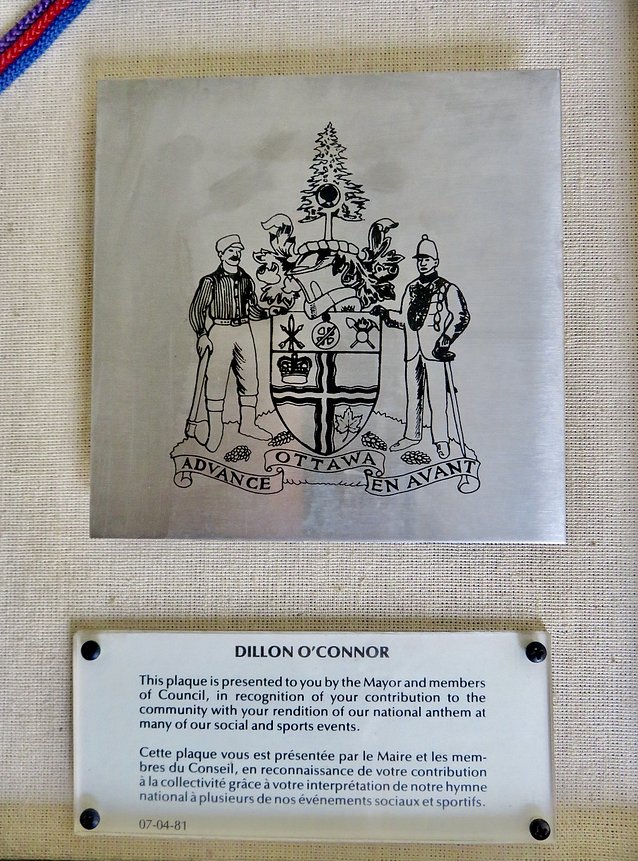 ADVANCE OTTAWA EN AVANT
DILLON O'CONNOR
This plaque is presented to you by the Mayor and members
of Council, in recognition of your contribution to the
community with your rendition of our national anthem at
many of our social and sports events.
Cette plaque vous est présentée par le Maire et les mem-
bres du Conseil, en reconnaissance de votre contribution
à la collectivité grâce à votre interprétation de notre hymne
national à plusieurs de nos événements sociaux et sportifs.
07-04-81